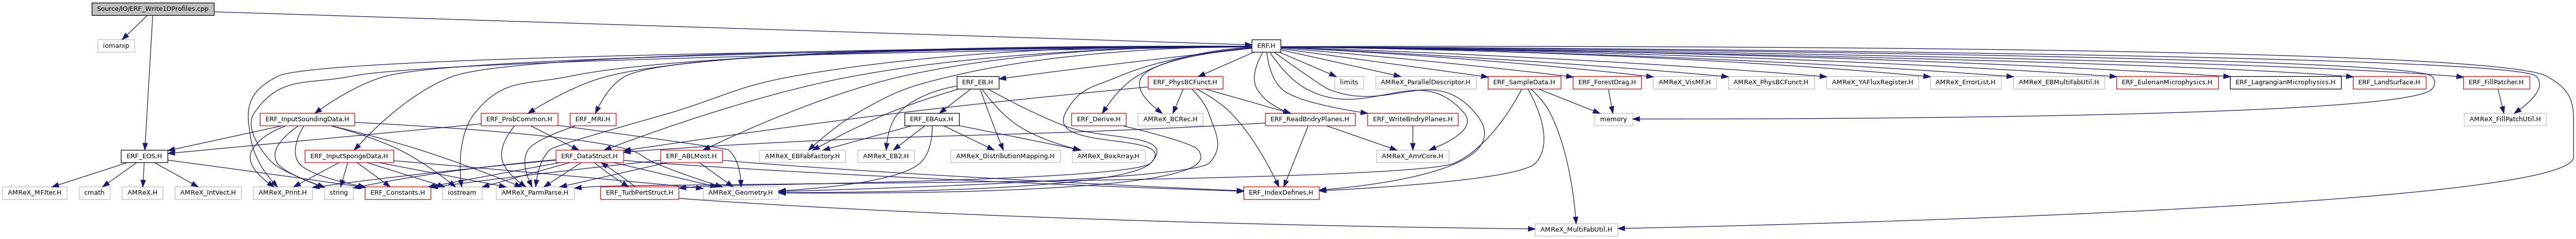 Source/IO/ERF_Write1DProfiles.cpp
iomanip
ERF.H
ERF_EB.H
ERF_PhysBCFunct.H
limits
AMReX_ParallelDescriptor.H
ERF_SampleData.H
ERF_ForestDrag.H
AMReX_VisMF.H
AMReX_PhysBCFunct.H
AMReX_YAFluxRegister.H
AMReX_ErrorList.H
AMReX_EBMultiFabUtil.H
ERF_EulerianMicrophysics.H
ERF_LagrangianMicrophysics.H
ERF_LandSurface.H
ERF_FillPatcher.H
ERF_InputSoundingData.H
ERF_ProbCommon.H
ERF_MRI.H
ERF_EBAux.H
ERF_Derive.H
AMReX_BCRec.H
ERF_ReadBndryPlanes.H
ERF_WriteBndryPlanes.H
memory
AMReX_FillPatchUtil.H
ERF_EOS.H
ERF_InputSpongeData.H
ERF_DataStruct.H
ERF_ABLMost.H
AMReX_EBFabFactory.H
AMReX_EB2.H
AMReX_DistributionMapping.H
AMReX_BoxArray.H
AMReX_AmrCore.H
AMReX_MFIter.H
cmath
AMReX.H
AMReX_IntVect.H
AMReX_Print.H
string
ERF_Constants.H
iostream
AMReX_ParmParse.H
ERF_TurbPertStruct.H
AMReX_Geometry.H
ERF_IndexDefines.H
AMReX_MultiFabUtil.H